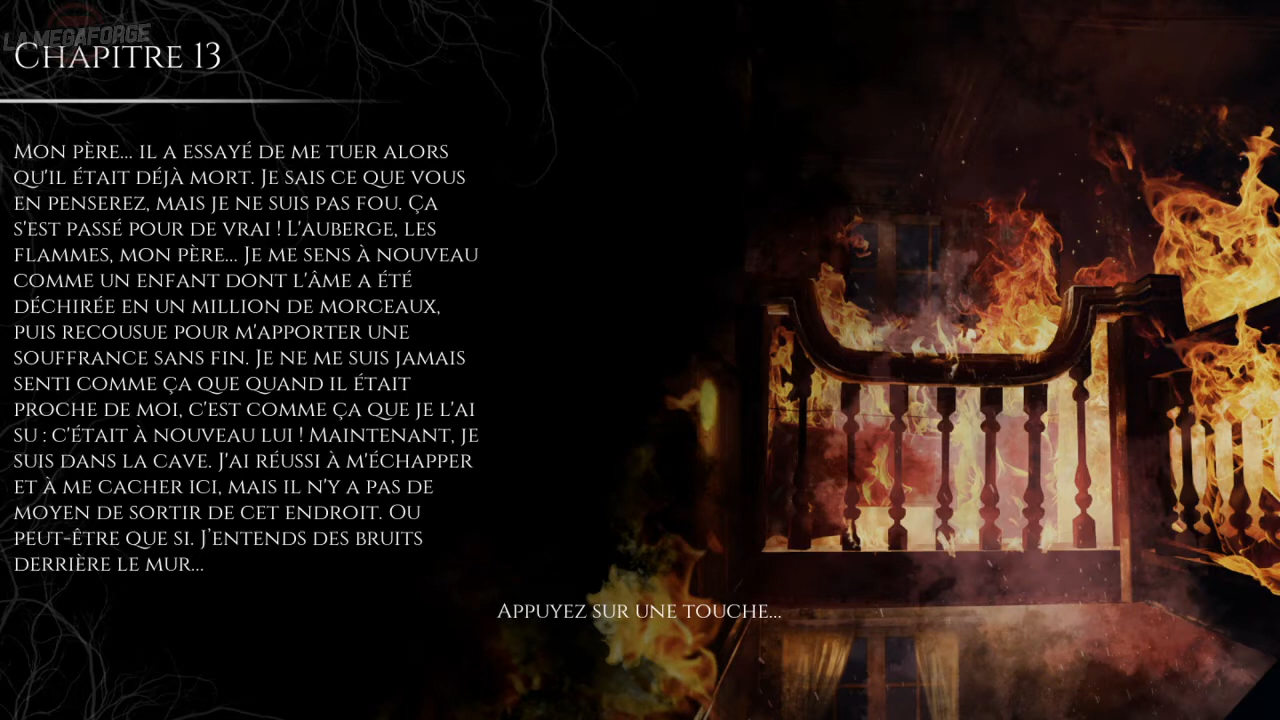 LA MEGAFORGE
Chapitre 13
Mon père... il a essayé de me tuer alors
qu'il était déjà mort. Je sais ce que vous
en penserez, mais je ne suis pas fou. Ça
s'est passé pour de vrai ! L'auberge, les
flammes, mon père... Je me sens à nouveau
comme un enfant dont l'âme a été
déchirée en un million de morceaux,
puis recousue pour m'apporter une
souffrance sans fin. Je ne me suis jamais
senti comme ça que quand il était
proche de moi, c'est comme ça que je l'ai
su : c'était à nouveau lui ! Maintenant, je
suis dans la cave. J'ai réussi à m'échapper
et à me cacher ici, mais il n'y a pas de
moyen de sortir de cet endroit. Ou
peut-être que si. J’entends des bruits
derrière le mur...
Appuyez sur une touche...